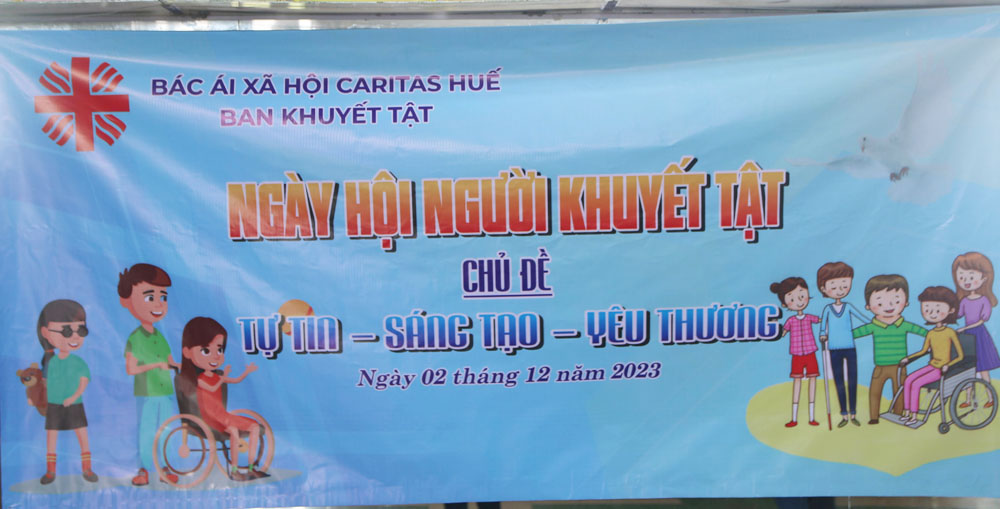 BÁC ÁI XÃ HỘI CARITAS HUẾ
BAN KHUYẾT TẬT
NGÀY HỘI NGƯỜI KHUYẾT TẬT
CHỦ ĐỀ
TỰ TIN – SÁNG TẠO – YÊU THƯƠNG
Ngày 02 tháng 12 năm 2023